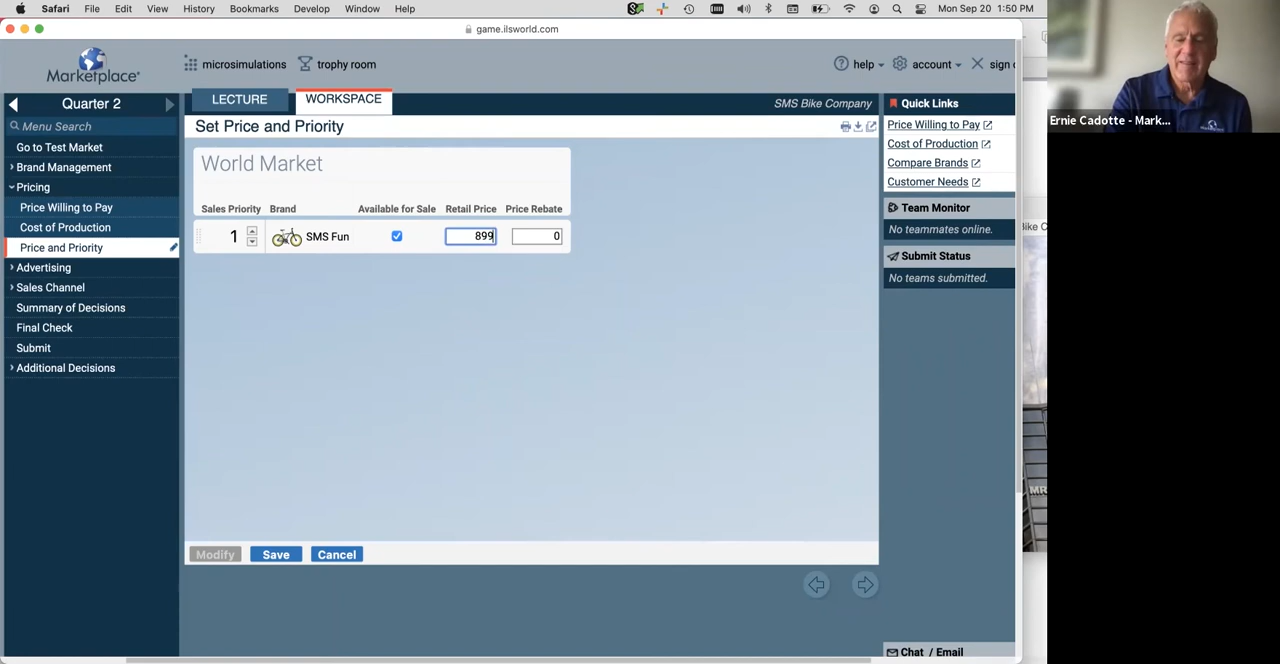 Safari File Edit View History Bookmarks Develop Window Help Mon Sep 20 1:50 PM
game.ilsworld.com
Marketplace
microsimulations trophy room help account sign
Quarter 2
Menu Search
Go to Test Market
Brand Management
Pricing
Price Willing to Pay
Cost of Production
Price and Priority
Advertising
Sales Channel
Summary of Decisions
Final Check
Submit
Additional Decisions
LECTURE WORKSPACE SMS Bike Company
Set Price and Priority
World Market
Sales Priority Brand Available for Sale Retail Price Price Rebate
1 SMS Fun 899 0
Modify Save Cancel
Quick Links
Price Willing to Pay
Cost of Production
Compare Brands
Customer Needs
Team Monitor
No teammates online.
Submit Status
No teams submitted.
Chat / Email
Ernie Cadotte - Mark...